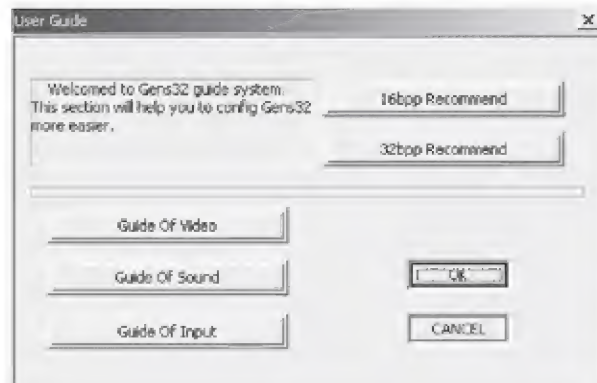 User Guide
Welcomed to Gens32 guide system.
This section will help you to config Gens32
more easier.
16bpp Recommend
32bpp Recommend
Guide Of Video
Guide Of Sound
Guide Of Input
OK
CANCEL